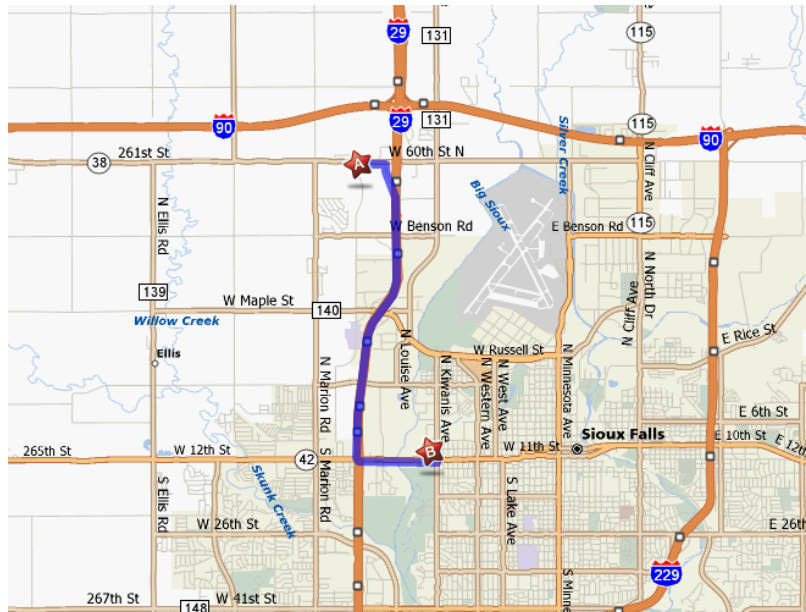 29
131
115
115
90
29
131
Silver Creek
90
38
261st St
A
W 60th St N
N Cliff Ave
N Ellis Rd
Big Sioux
W Benson Rd
E Benson Rd
115
139
W Maple St
140
N Cliff Ave
N North Dr
Willow Creek
Ellis
N Louise Ave
W Russell St
E Rice St
N Marion Rd
N Kiwanis Ave
N Western Ave
N West Ave
N Minnesota Ave
E 6th St
265th St
W 12th St
42
B
W 11th St
Sioux Falls
E 10th St
E 12th
S Ellis Rd
Skunk Creek
S Marion Rd
S Lake Ave
W 26th St
E 26th
S Minne
229
267th St
148
W 41st St